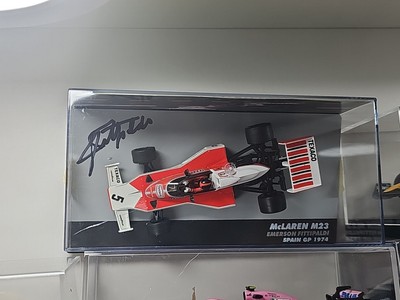 TEXACO
5
McLAREN M23
EMERSON FITTIPALDI
SPAIN GP 1974